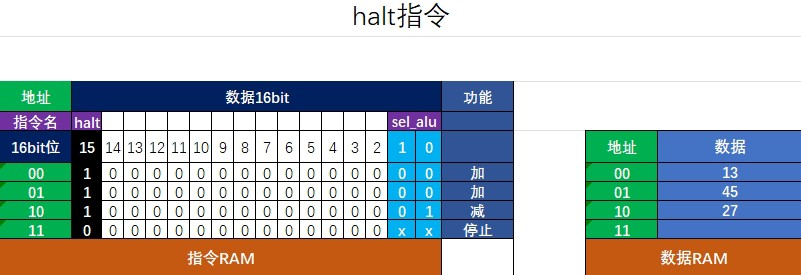 halt指令
地址 数据16bit 功能
指令名 halt sel_alu
16bit位 15 14 13 12 11 10 9 8 7 6 5 4 3 2 1 0
00 1 0 0 0 0 0 0 0 0 0 0 0 0 0 0 0 加
01 1 0 0 0 0 0 0 0 0 0 0 0 0 0 0 0 加
10 1 0 0 0 0 0 0 0 0 0 0 0 0 0 0 1 减
11 0 0 0 0 0 0 0 0 0 0 0 0 0 0 x x 停止
指令RAM
地址 数据
00 13
01 45
10 27
11
数据RAM